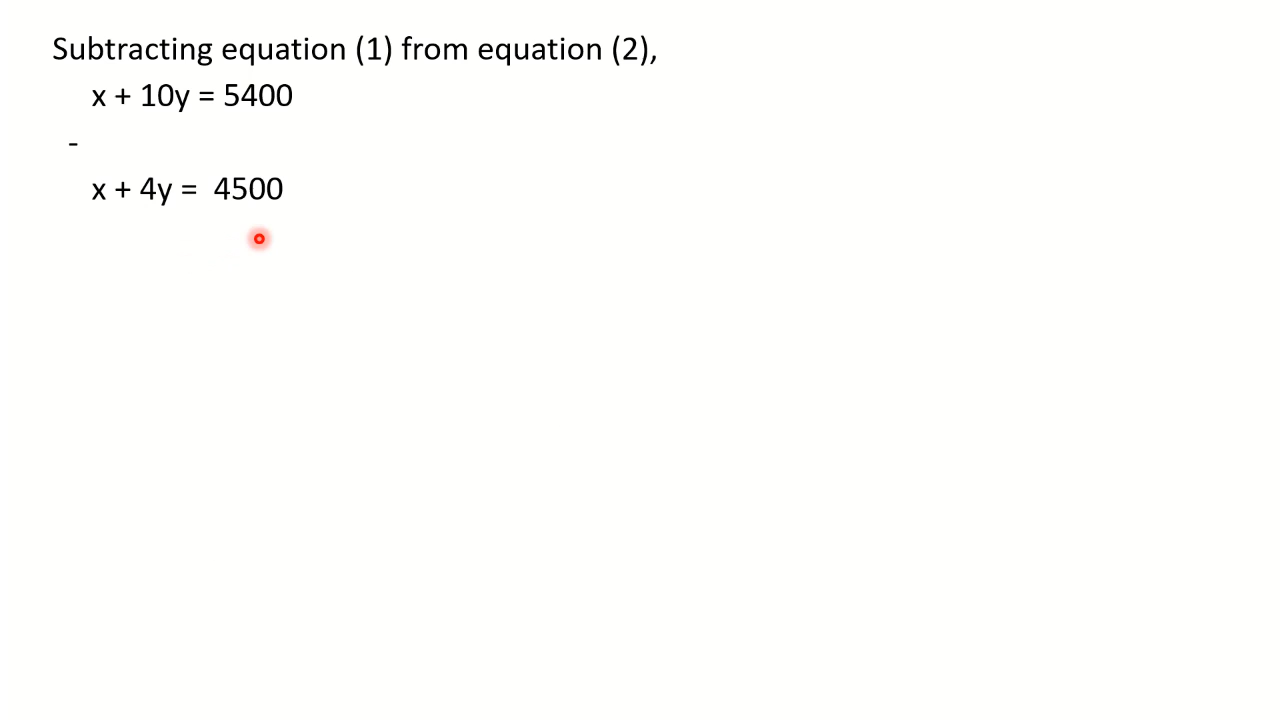 Subtracting equation (1) from equation (2),
x + 10y = 5400
-
x + 4y =  4500